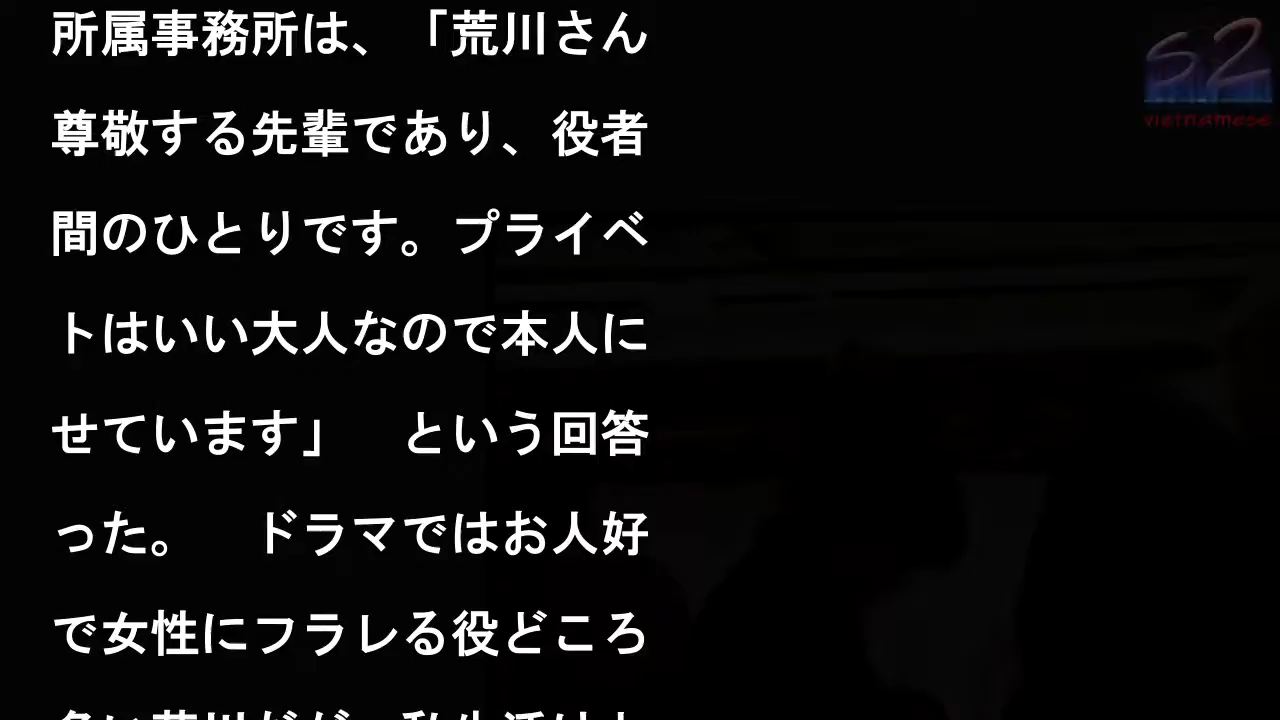 所属事務所は、「荒川さん
尊敬する先輩であり、役者
間のひとりです。プライベ
トはいい大人なので本人に
せています」　という回答
った。　ドラマではお人好
で女性にフラレる役どころ
S2
vietnamese